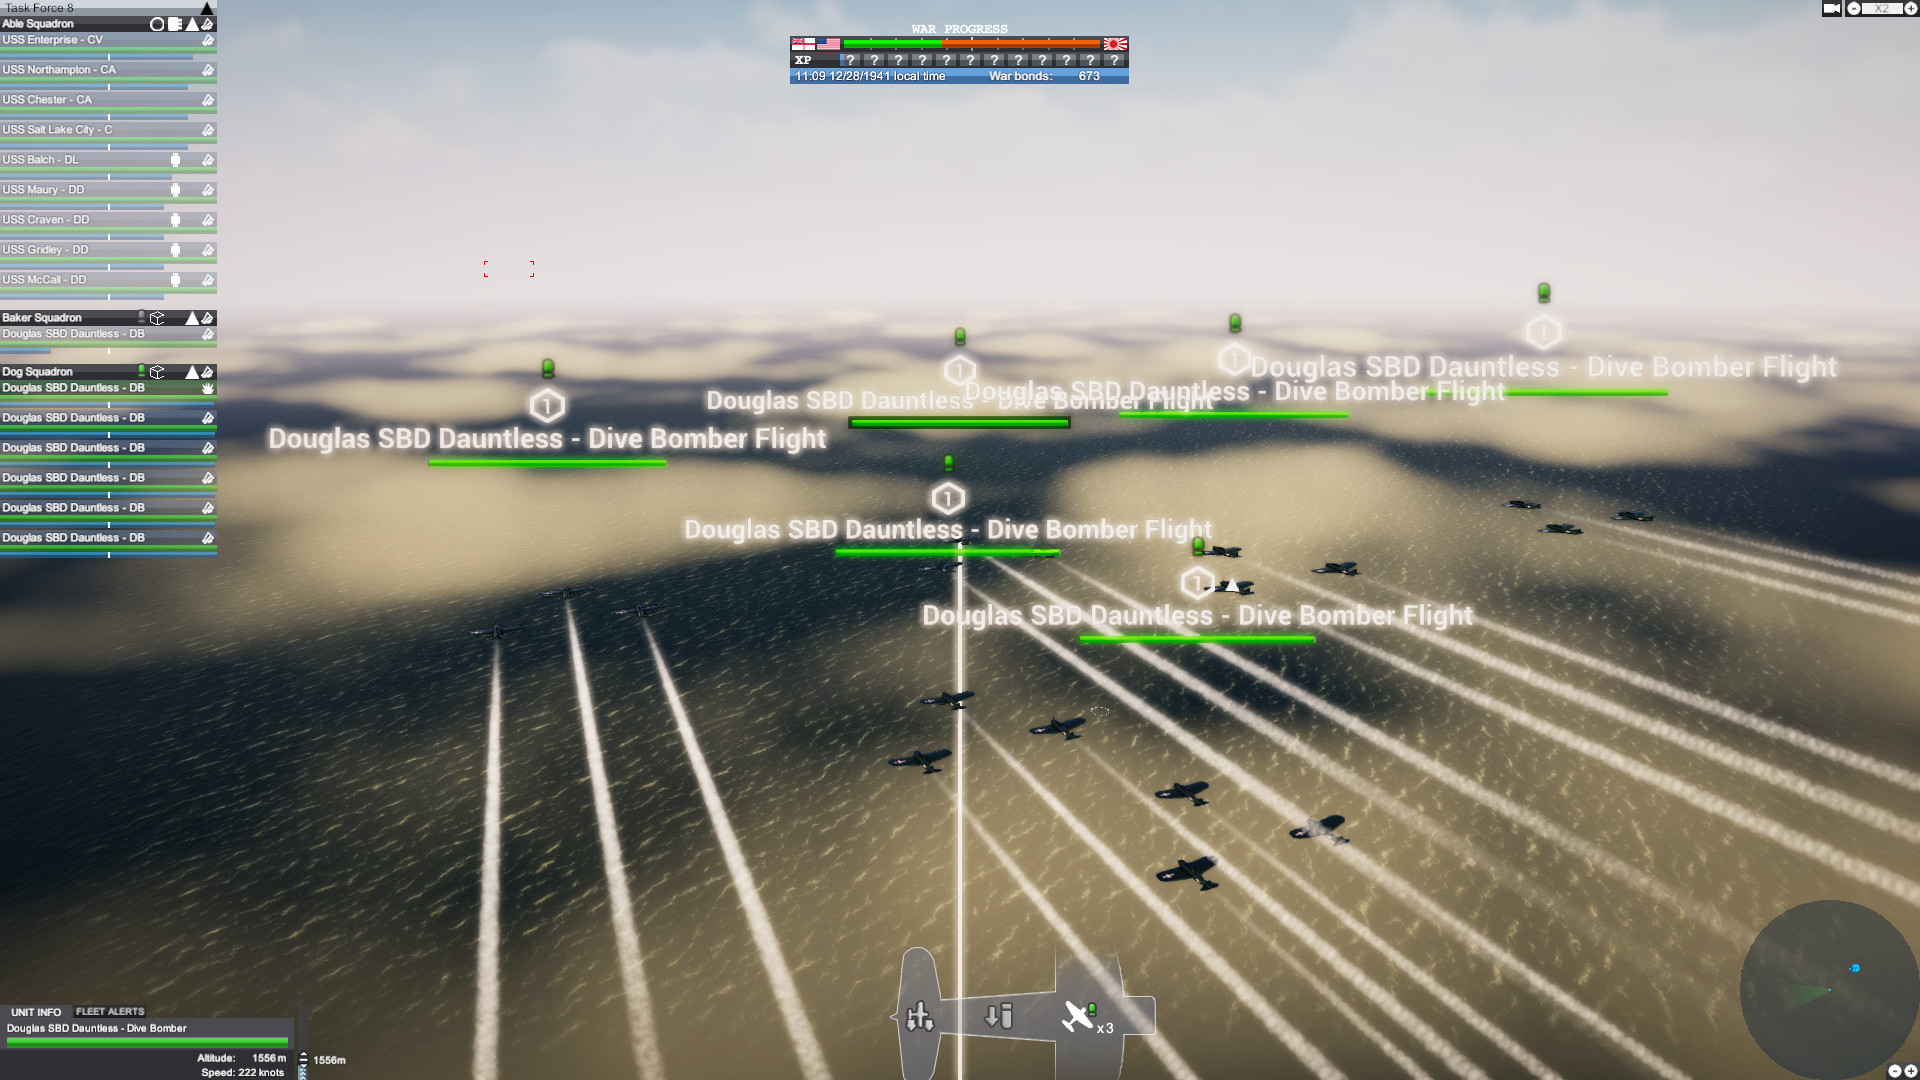 Task Force 8
Able Squadron
USS Enterprise - CV
USS Northampton - CA
USS Chester - CA
USS Salt Lake City - C
USS Balch - DL
USS Maury - DD
USS Craven - DD
USS Gridley - DD
USS McCall - DD
Baker Squadron
Douglas SBD Dauntless - DB
Dog Squadron
Douglas SBD Dauntless - DB
Douglas SBD Dauntless - DB
Douglas SBD Dauntless - DB
Douglas SBD Dauntless - DB
Douglas SBD Dauntless - DB
Douglas SBD Dauntless - DB
WAR PROGRESS
XP ? ? ? ? ? ? ? ? ? ? ? ?
11:09 12/28/1941 local time War bonds: 673
X2
1
1
Douglas SBD Dauntless - Dive Bomber Flight
1
Douglas SBD Dauntless - Dive Bomber Flight
1
Douglas SBD Dauntless - Dive Bomber Flight
1
Douglas SBD Dauntless - Dive Bomber Flight
1
Douglas SBD Dauntless - Dive Bomber Flight
Douglas SBD Dauntless - Dive Bomber Flight
x3
UNIT INFO FLEET ALERTS
Douglas SBD Dauntless - Dive Bomber
Altitude: 1556 m 1556m
Speed: 222 knots